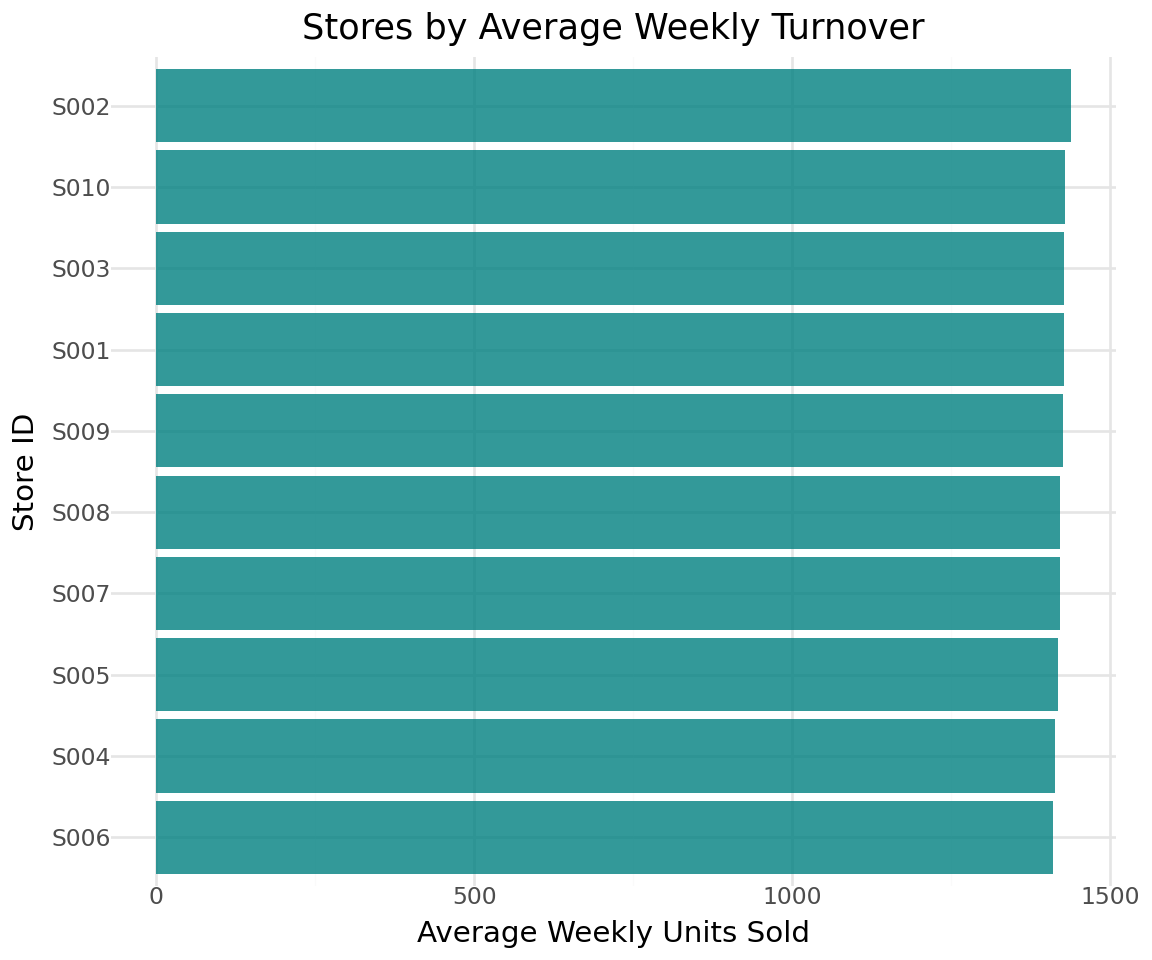 Stores by Average Weekly Turnover
Store ID
S002
S010
S003
S001
S009
S008
S007
S005
S004
S006
0 500 1000 1500
Average Weekly Units Sold